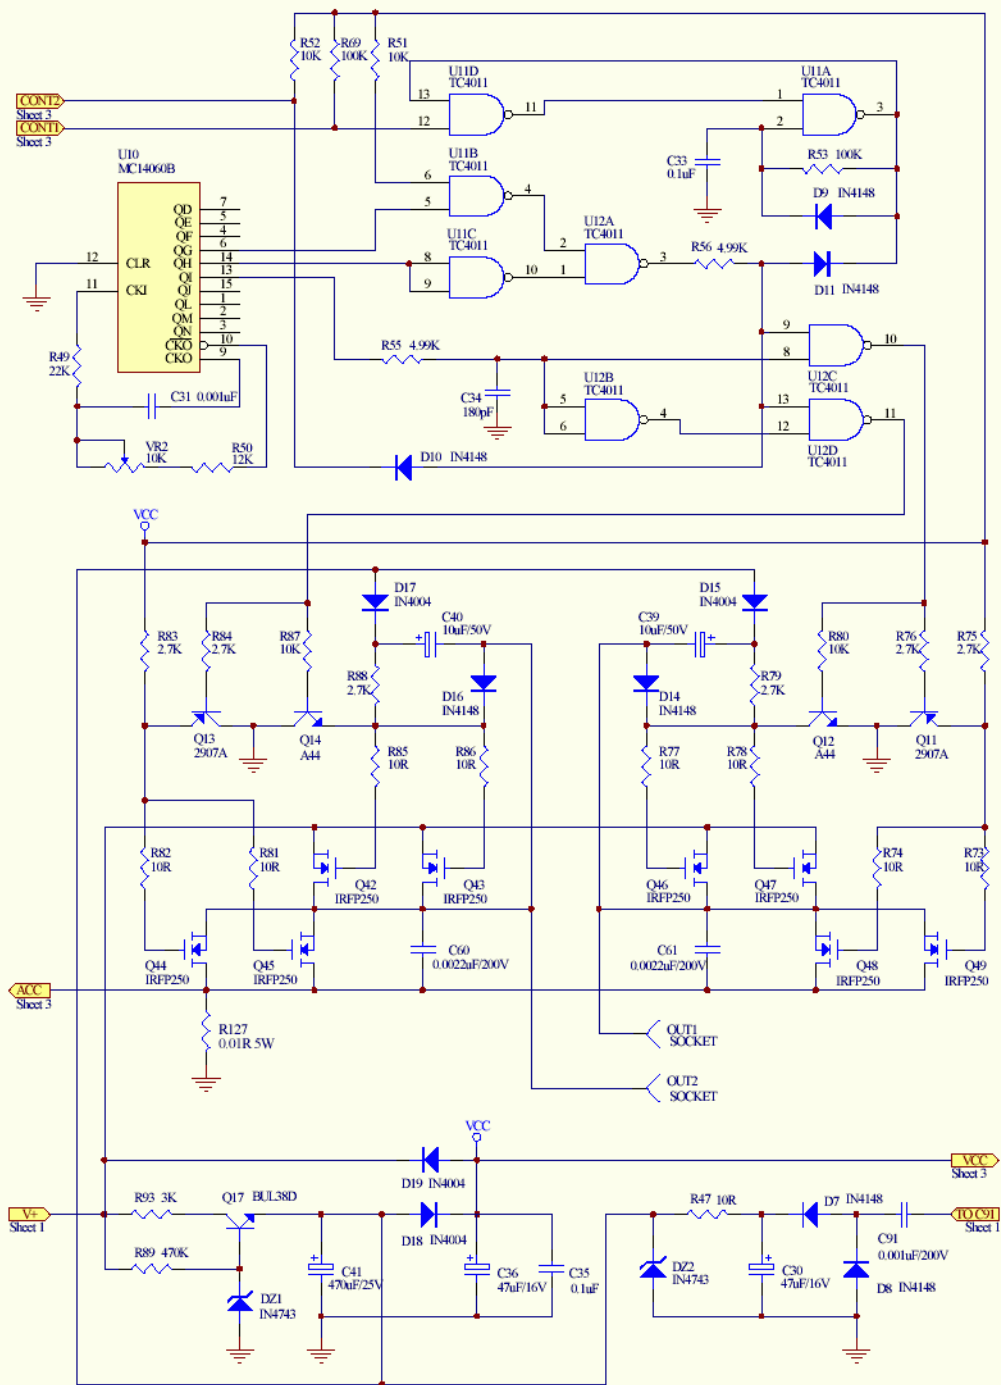 R52
10K
R69
100K
R51
10K
CONT2
Sheet 3
CONT1
Sheet 3
U11D
TC4011
13
12
11
U11A
TC4011
1
2
3
U10
MC14060B
U11B
TC4011
6
5
4
C33
0.1uF
R53 100K
D9 IN4148
QD 7
QE 5
QF 4
QG 6
QH 14
QI 13
QJ 15
QL 1
QM 2
QN 3
CKO 10
CKO 9
12 CLR
11 CKI
U11C
TC4011
8
9
10
U12A
TC4011
2
1
3
R56 4.99K
D11 IN4148
R49
22K
C31 0.001uF
R55 4.99K
C34
180pF
U12B
TC4011
5
6
4
9
8
10
U12C
TC4011
13
12
11
U12D
TC4011
VR2
10K
R50
12K
D10 IN4148
VCC
D17
IN4004
D15
IN4004
C40
10uF/50V
C39
10uF/50V
R83
2.7K
R84
2.7K
R87
10K
R88
2.7K
D16
IN4148
D14
IN4148
R79
2.7K
R80
10K
R76
2.7K
R75
2.7K
Q13
2907A
Q14
A44
R85
10R
R86
10R
R77
10R
R78
10R
Q12
A44
Q11
2907A
R82
10R
R81
10R
Q42
IRFP250
Q43
IRFP250
Q46
IRFP250
Q47
IRFP250
R74
10R
R73
10R
Q44
IRFP250
Q45
IRFP250
C60
0.0022uF/200V
C61
0.0022uF/200V
Q48
IRFP250
Q49
IRFP250
ACC
Sheet 3
R127
0.01R 5W
OUT1
SOCKET
OUT2
SOCKET
VCC
D19 IN4004
VCC
Sheet 3
V+
Sheet 1
R93 3K
Q17 BUL38D
D18 IN4004
R47 10R
D7 IN4148
TO C91
Sheet 1
R89 470K
C91
0.001uF/200V
DZ1
IN4743
C41
470uF/25V
C36
47uF/16V
C35
0.1uF
DZ2
IN4743
C30
47uF/16V
D8 IN4148